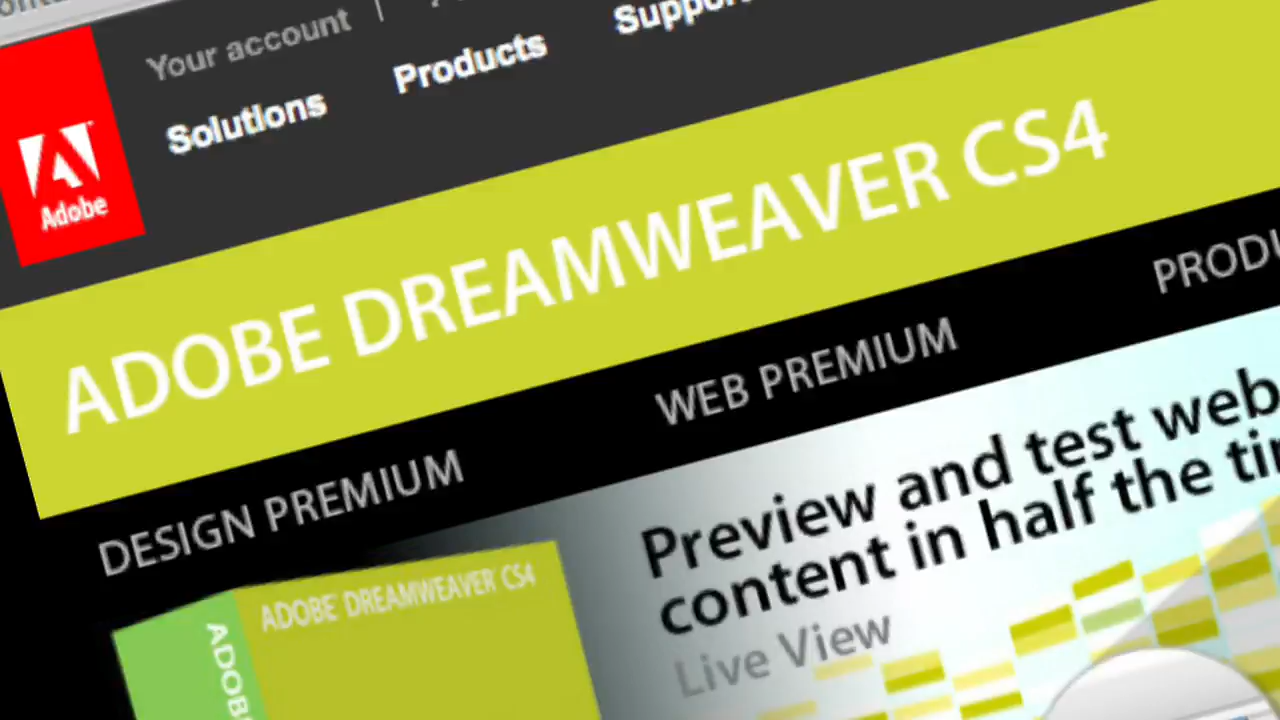 Your account
Solutions
Products
Adobe
ADOBE DREAMWEAVER CS4
DESIGN PREMIUM
WEB PREMIUM
Preview and test web
content in half the
Live View
ADOBE DREAMWEAVER CS4